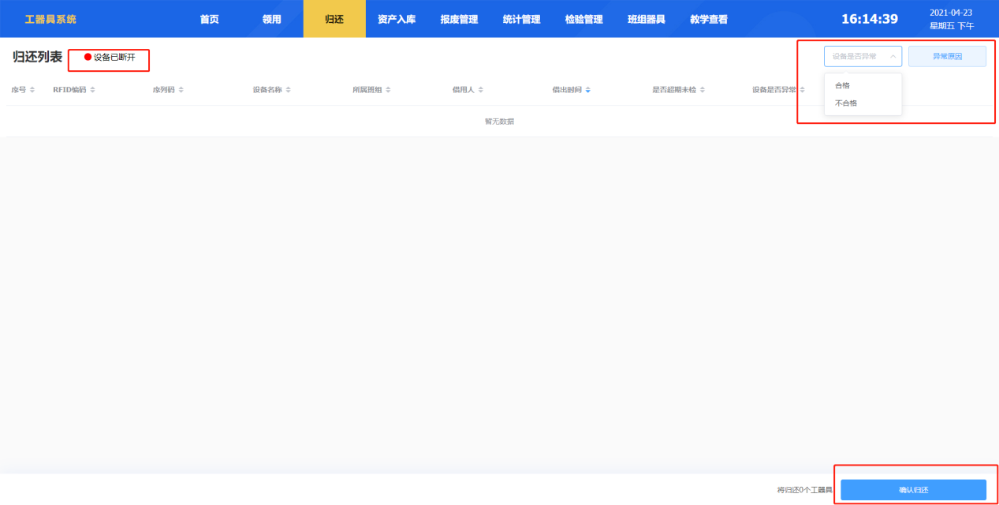 工器具系统 首页 领用 归还 资产入库 报废管理 统计管理 检验管理 班组器具 教学查看 16:14:39 2021-04-23
星期五 下午
归还列表 设备已断开 设备是否异常 异常原因
序号 RFID编码 序列码 设备名称 所属班组 借用人 借出时间 是否超期未检 设备是否异常
合格
不合格
暂无数据
将归还0个工器具 确认归还